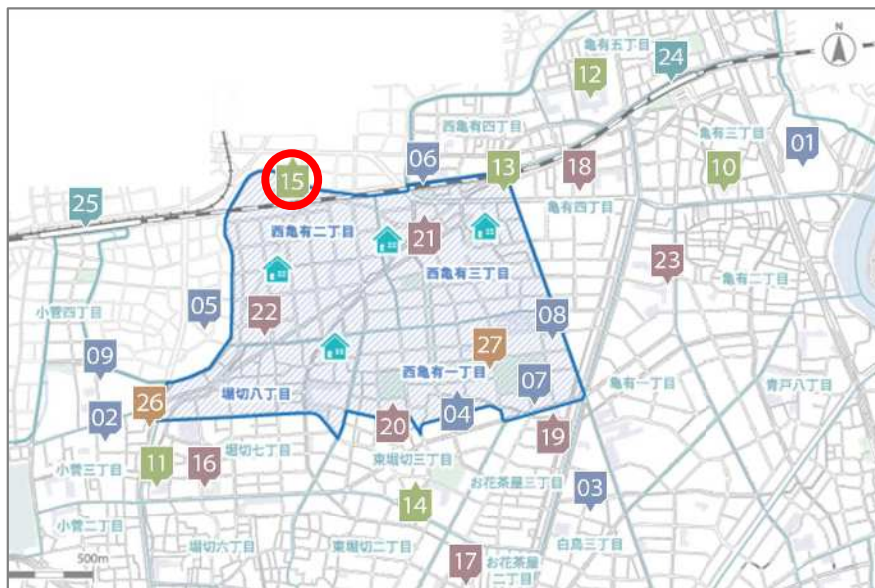 N
亀有五丁目
24
12
西亀有四丁目
亀有三丁目
01
06
13
18
10
15
25
亀有四丁目
西亀有二丁目
21
23
西亀有三丁目
亀有二丁目
小菅四丁目
05
22
08
27
09
西亀有一丁目
亀有一丁目
青戸八丁目
07
堀切八丁目
26
02
04
20
19
堀切七丁目
東堀切三丁目
小菅三丁目
11
16
お花茶屋三丁目
03
14
小菅二丁目
堀切六丁目
東堀切二丁目
白鳥三丁目
500m
17
お花茶屋
二丁目